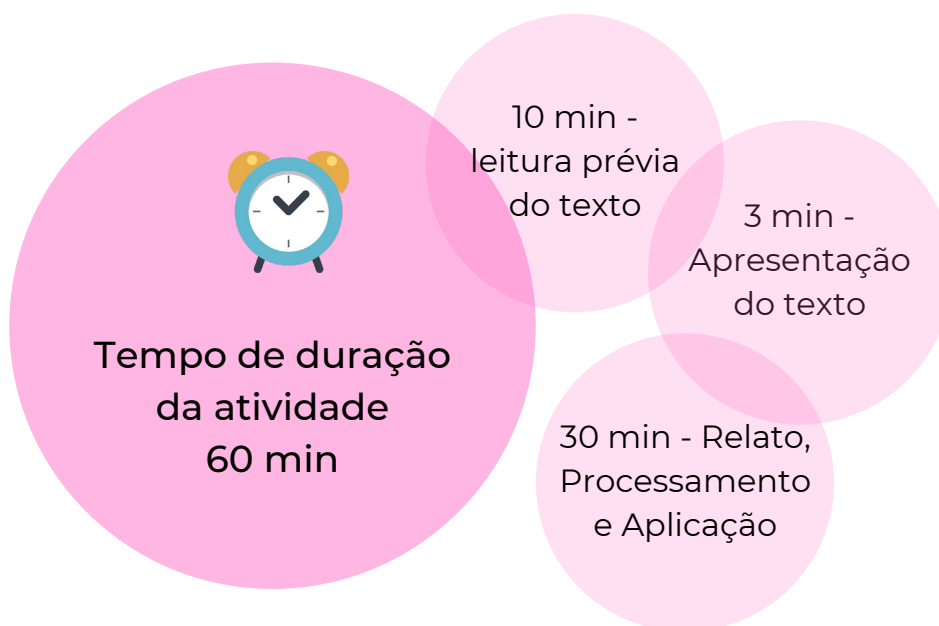 Tempo de duração
da atividade
60 min
10 min -
leitura prévia
do texto
3 min -
Apresentação
do texto
30 min - Relato,
Processamento
e Aplicação